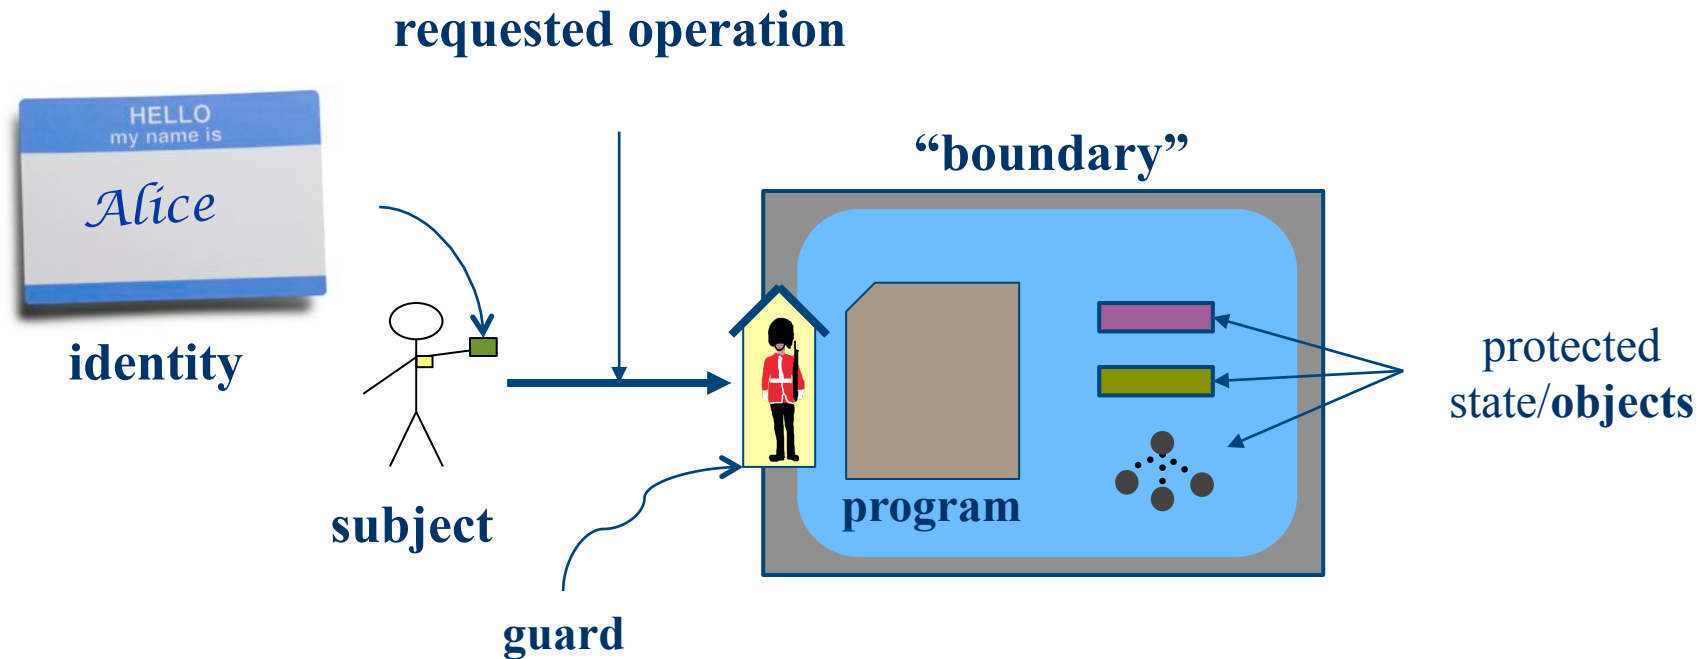 requested operation
HELLO
my name is
Alice
identity
subject
guard
“boundary”
program
protected
state/objects